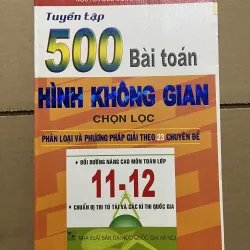 Tuyển tập
500 Bài toán
HÌNH KHÔNG GIAN
CHỌN LỌC
PHÂN LOẠI VÀ PHƯƠNG PHÁP GIẢI THEO 23 CHUYÊN ĐỀ
• BỒI DƯỠNG NÂNG CAO MÔN TOÁN LỚP
11-12
• CHUẨN BỊ THI TÚ TÀI VÀ CÁC KÌ THI QUỐC GIA
NHÀ XUẤT BẢN ĐẠI HỌC QUỐC GIA HÀ NỘI